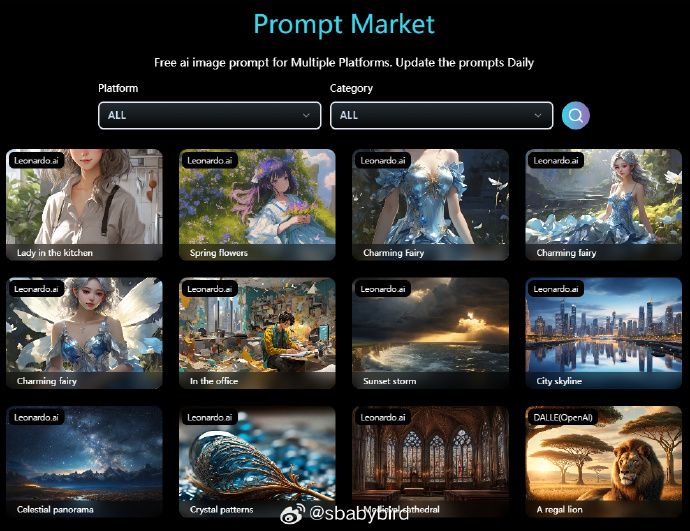 Prompt Market
Free ai image prompt for Multiple Platforms. Update the prompts Daily
Platform Category
ALL ALL
Leonardo.ai Leonardo.ai Leonardo.ai Leonardo.ai
Lady in the kitchen Spring flowers Charming Fairy Charming fairy
Leonardo.ai Leonardo.ai Leonardo.ai Leonardo.ai
Charming fairy In the office Sunset storm City skyline
Leonardo.ai Leonardo.ai Leonardo.ai DALLE(OpenAI)
Celestial panorama Crystal patterns Medieval cathedral A regal lion
@sbabybird